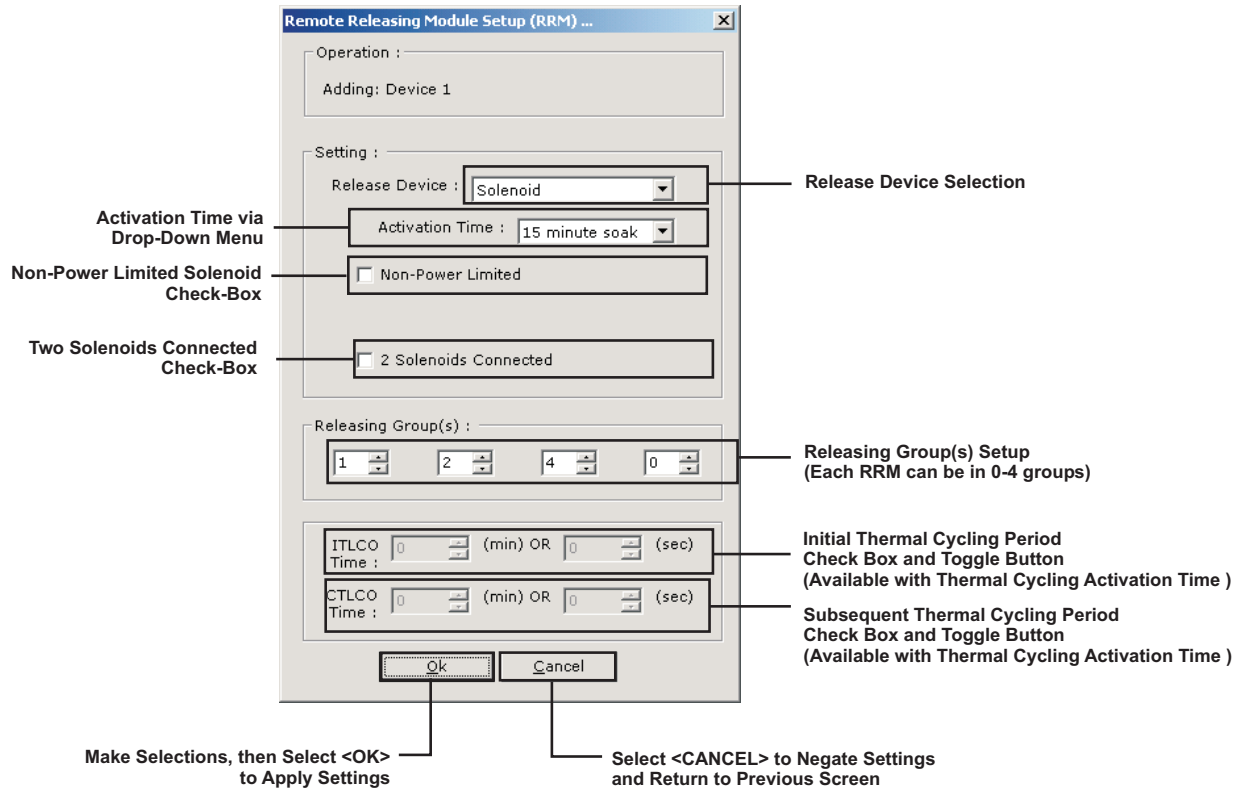 Remote Releasing Module Setup (RRM) ...
Operation :
Adding: Device 1
Setting :
Release Device : Solenoid
Release Device Selection
Activation Time via
Drop-Down Menu
Activation Time : 15 minute soak
Non-Power Limited Solenoid
Check-Box
Non-Power Limited
Two Solenoids Connected
Check-Box
2 Solenoids Connected
Releasing Group(s) :
1 2 4 0
Releasing Group(s) Setup
(Each RRM can be in 0-4 groups)
ITLCO
Time : 0 (min) OR 0 (sec)
Initial Thermal Cycling Period
Check Box and Toggle Button
(Available with Thermal Cycling Activation Time )
CTLCO
Time : 0 (min) OR 0 (sec)
Subsequent Thermal Cycling Period
Check Box and Toggle Button
(Available with Thermal Cycling Activation Time )
Ok Cancel
Make Selections, then Select <OK>
to Apply Settings
Select <CANCEL> to Negate Settings
and Return to Previous Screen